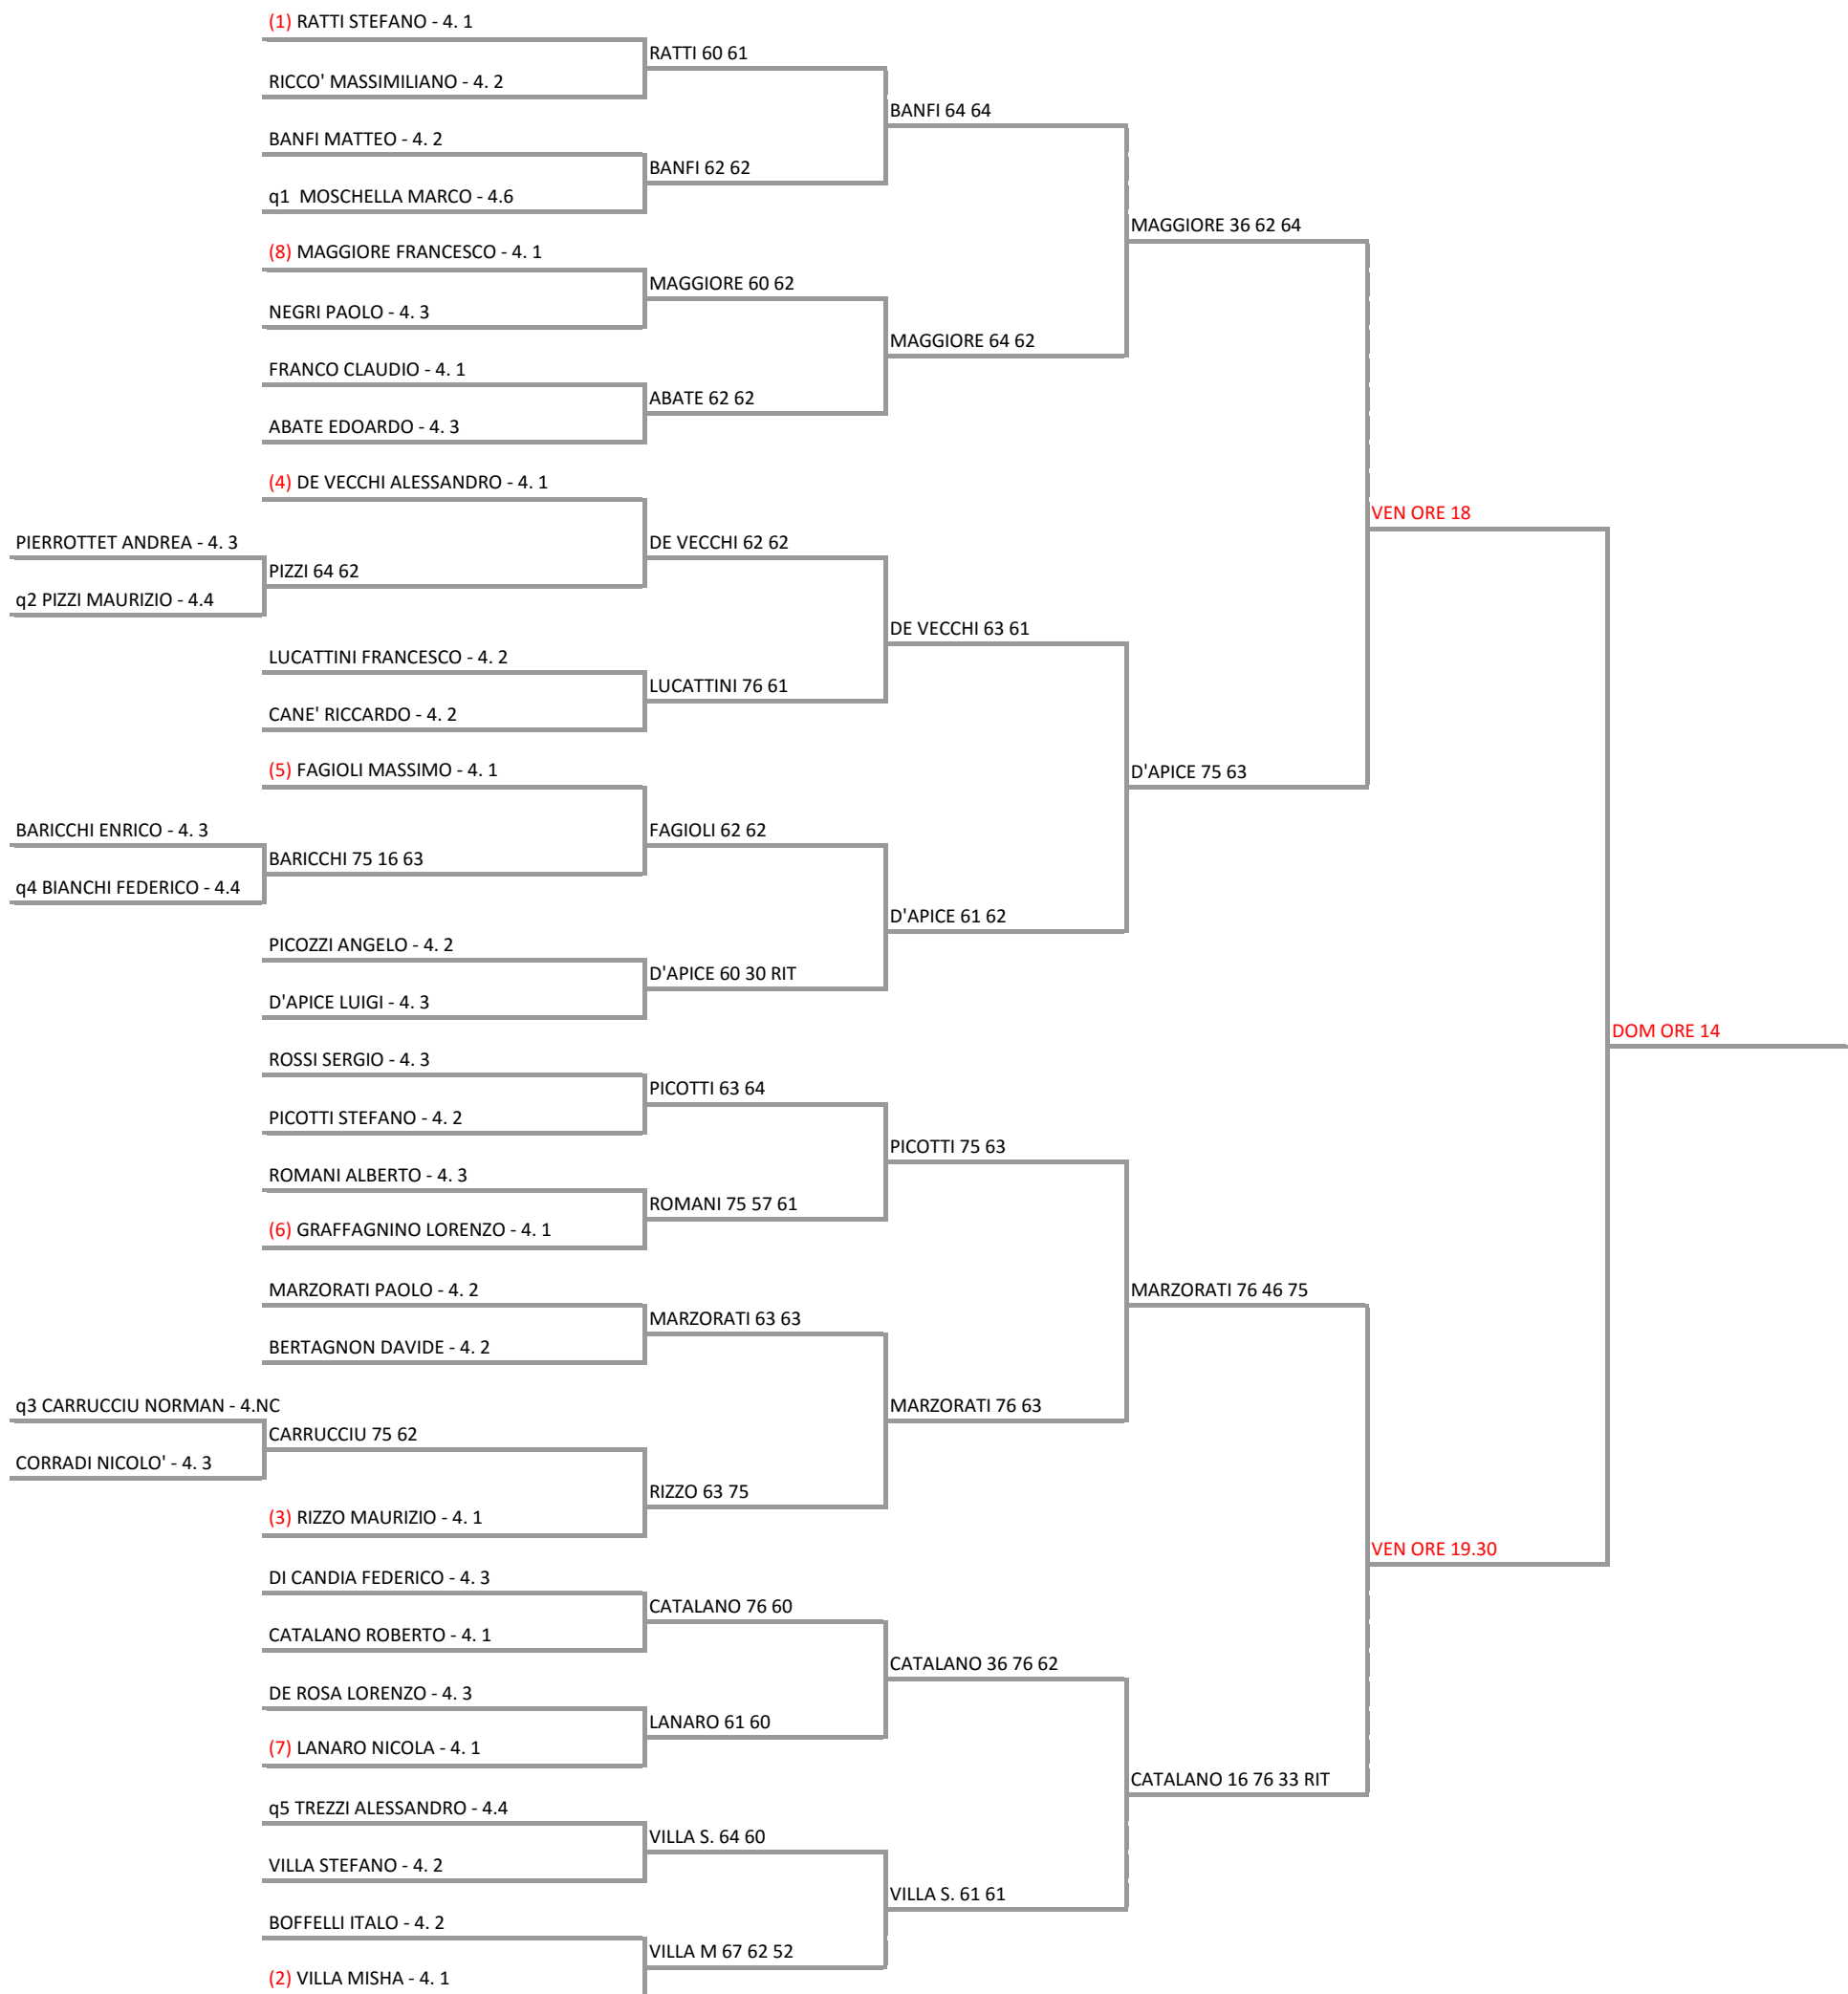 (1) RATTI STEFANO - 4. 1
RATTI 60 61
RICCO' MASSIMILIANO - 4. 2
BANFI 64 64
BANFI MATTEO - 4. 2
BANFI 62 62
q1 MOSCHELLA MARCO - 4.6
MAGGIORE 36 62 64
(8) MAGGIORE FRANCESCO - 4. 1
MAGGIORE 60 62
NEGRI PAOLO - 4. 3
MAGGIORE 64 62
FRANCO CLAUDIO - 4. 1
ABATE 62 62
ABATE EDOARDO - 4. 3
(4) DE VECCHI ALESSANDRO - 4. 1
VEN ORE 18
PIERROTTET ANDREA - 4. 3
DE VECCHI 62 62
PIZZI 64 62
q2 PIZZI MAURIZIO - 4.4
DE VECCHI 63 61
LUCATTINI FRANCESCO - 4. 2
LUCATTINI 76 61
CANE' RICCARDO - 4. 2
(5) FAGIOLI MASSIMO - 4. 1
D'APICE 75 63
BARICCHI ENRICO - 4. 3
FAGIOLI 62 62
BARICCHI 75 16 63
q4 BIANCHI FEDERICO - 4.4
D'APICE 61 62
PICOZZI ANGELO - 4. 2
D'APICE 60 30 RIT
D'APICE LUIGI - 4. 3
DOM ORE 14
ROSSI SERGIO - 4. 3
PICOTTI 63 64
PICOTTI STEFANO - 4. 2
PICOTTI 75 63
ROMANI ALBERTO - 4. 3
ROMANI 75 57 61
(6) GRAFFAGNINO LORENZO - 4. 1
MARZORATI PAOLO - 4. 2
MARZORATI 76 46 75
MARZORATI 63 63
BERTAGNON DAVIDE - 4. 2
q3 CARRUCCIU NORMAN - 4.NC
MARZORATI 76 63
CARRUCCIU 75 62
CORRADI NICOLO' - 4. 3
RIZZO 63 75
(3) RIZZO MAURIZIO - 4. 1
VEN ORE 19.30
DI CANDIA FEDERICO - 4. 3
CATALANO 76 60
CATALANO ROBERTO - 4. 1
CATALANO 36 76 62
DE ROSA LORENZO - 4. 3
LANARO 61 60
(7) LANARO NICOLA - 4. 1
CATALANO 16 76 33 RIT
q5 TREZZI ALESSANDRO - 4.4
VILLA S. 64 60
VILLA STEFANO - 4. 2
VILLA S. 61 61
BOFFELLI ITALO - 4. 2
VILLA M 67 62 52
(2) VILLA MISHA - 4. 1